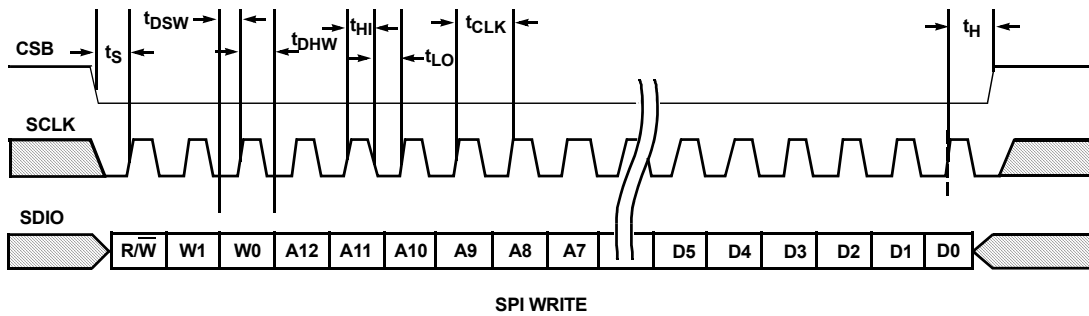 tDSW tHI tCLK tH
CSB tS tDHW tLO
SCLK
SDIO
R/W W1 W0 A12 A11 A10 A9 A8 A7 D5 D4 D3 D2 D1 D0
SPI WRITE